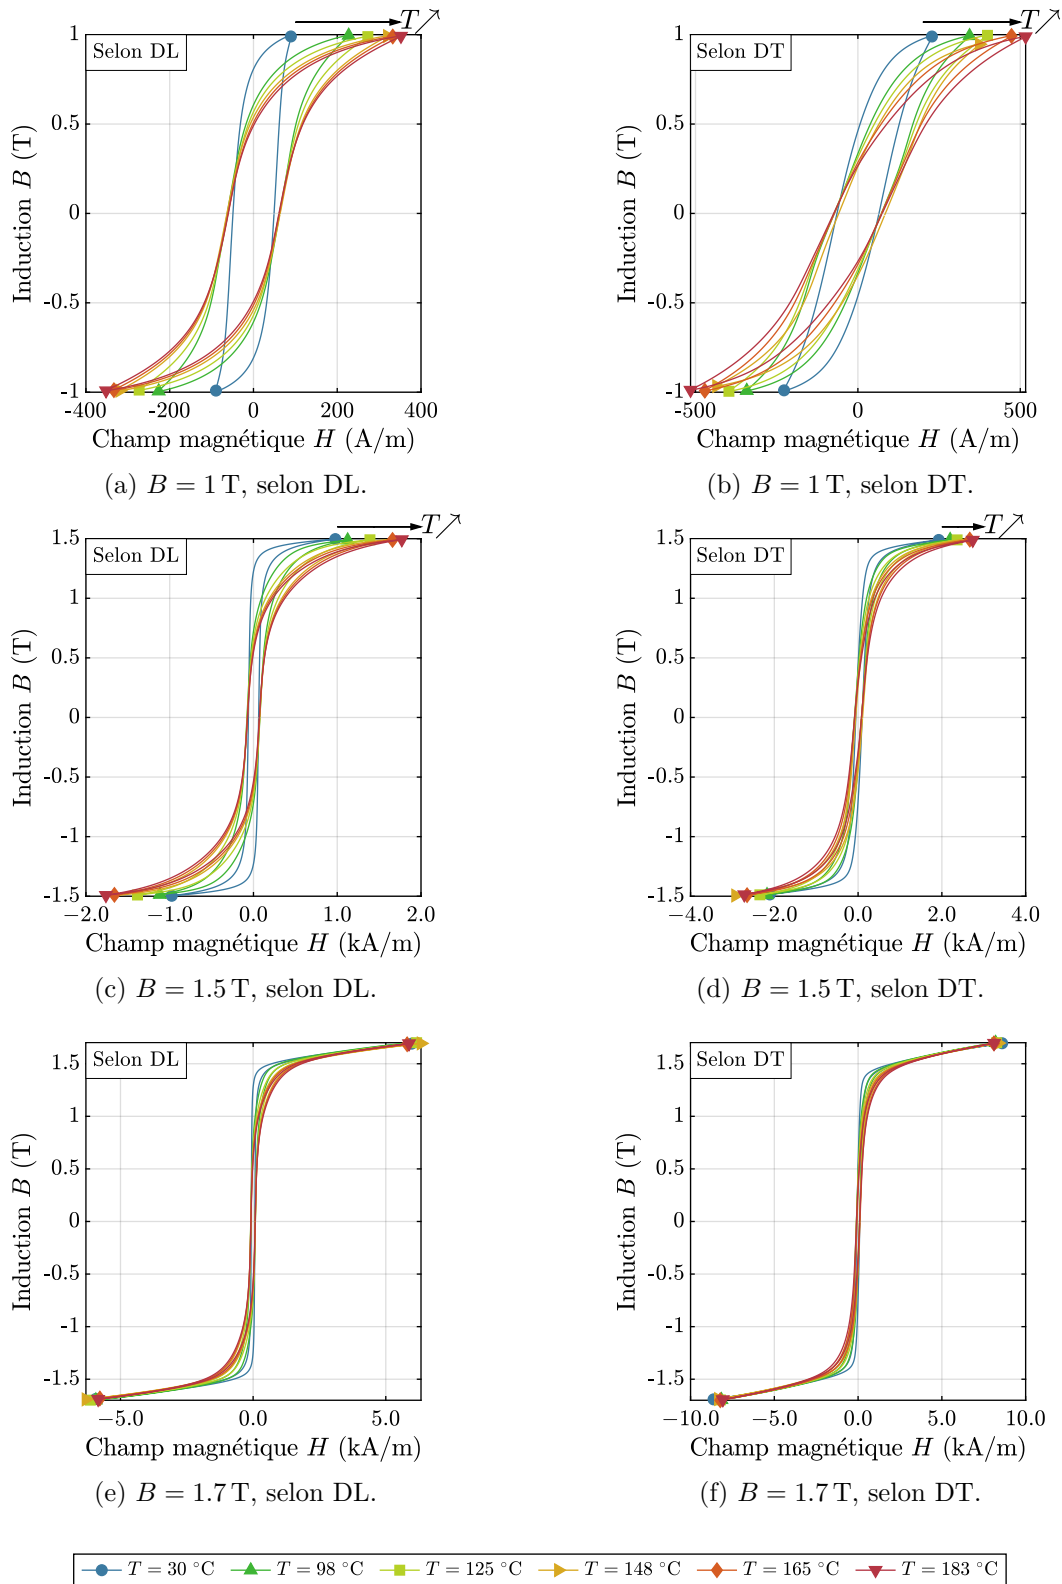 T↗ T↗
Selon DL
Selon DT
1
0.5
0
-0.5
-1
-400 -200 0 200 400
Induction B (T)
Champ magnétique H (A/m)
1
0.5
0
-0.5
-1
-500 0 500
Induction B (T)
Champ magnétique H (A/m)
(a) B = 1 T, selon DL.
(b) B = 1 T, selon DT.
T↗ T↗
Selon DL
Selon DT
1.5
1
0.5
0
-0.5
-1
-1.5
−2.0 −1.0 0.0 1.0 2.0
Induction B (T)
Champ magnétique H (kA/m)
1.5
1
0.5
0
-0.5
-1
-1.5
−4.0 −2.0 0.0 2.0 4.0
Induction B (T)
Champ magnétique H (kA/m)
(c) B = 1.5 T, selon DL.
(d) B = 1.5 T, selon DT.
Selon DL
Selon DT
1.5
1
0.5
0
-0.5
-1
-1.5
−5.0 0.0 5.0
Induction B (T)
Champ magnétique H (kA/m)
1.5
1
0.5
0
-0.5
-1
-1.5
−10.0 −5.0 0.0 5.0 10.0
Induction B (T)
Champ magnétique H (kA/m)
(e) B = 1.7 T, selon DL.
(f) B = 1.7 T, selon DT.
T = 30 °C T = 98 °C T = 125 °C T = 148 °C T = 165 °C T = 183 °C